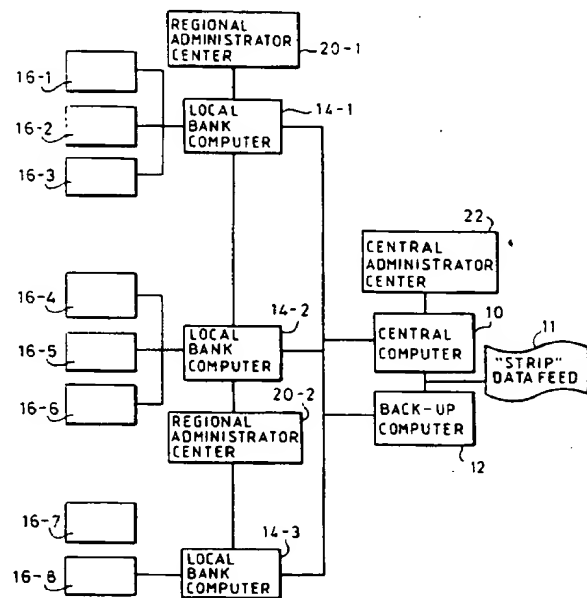 REGIONAL
ADMINISTRATOR
CENTER
20-1
16-1
16-2
16-3
LOCAL
BANK
COMPUTER
14-1
22
CENTRAL
ADMINISTRATOR
CENTER
16-4
16-5
16-6
14-2
LOCAL
BANK
COMPUTER
10
CENTRAL
COMPUTER
11
"STRIP"
DATA FEED
20-2
REGIONAL
ADMINISTRATOR
CENTER
BACK-UP
COMPUTER
12
16-7
16-8
14-3
LOCAL
BANK
COMPUTER